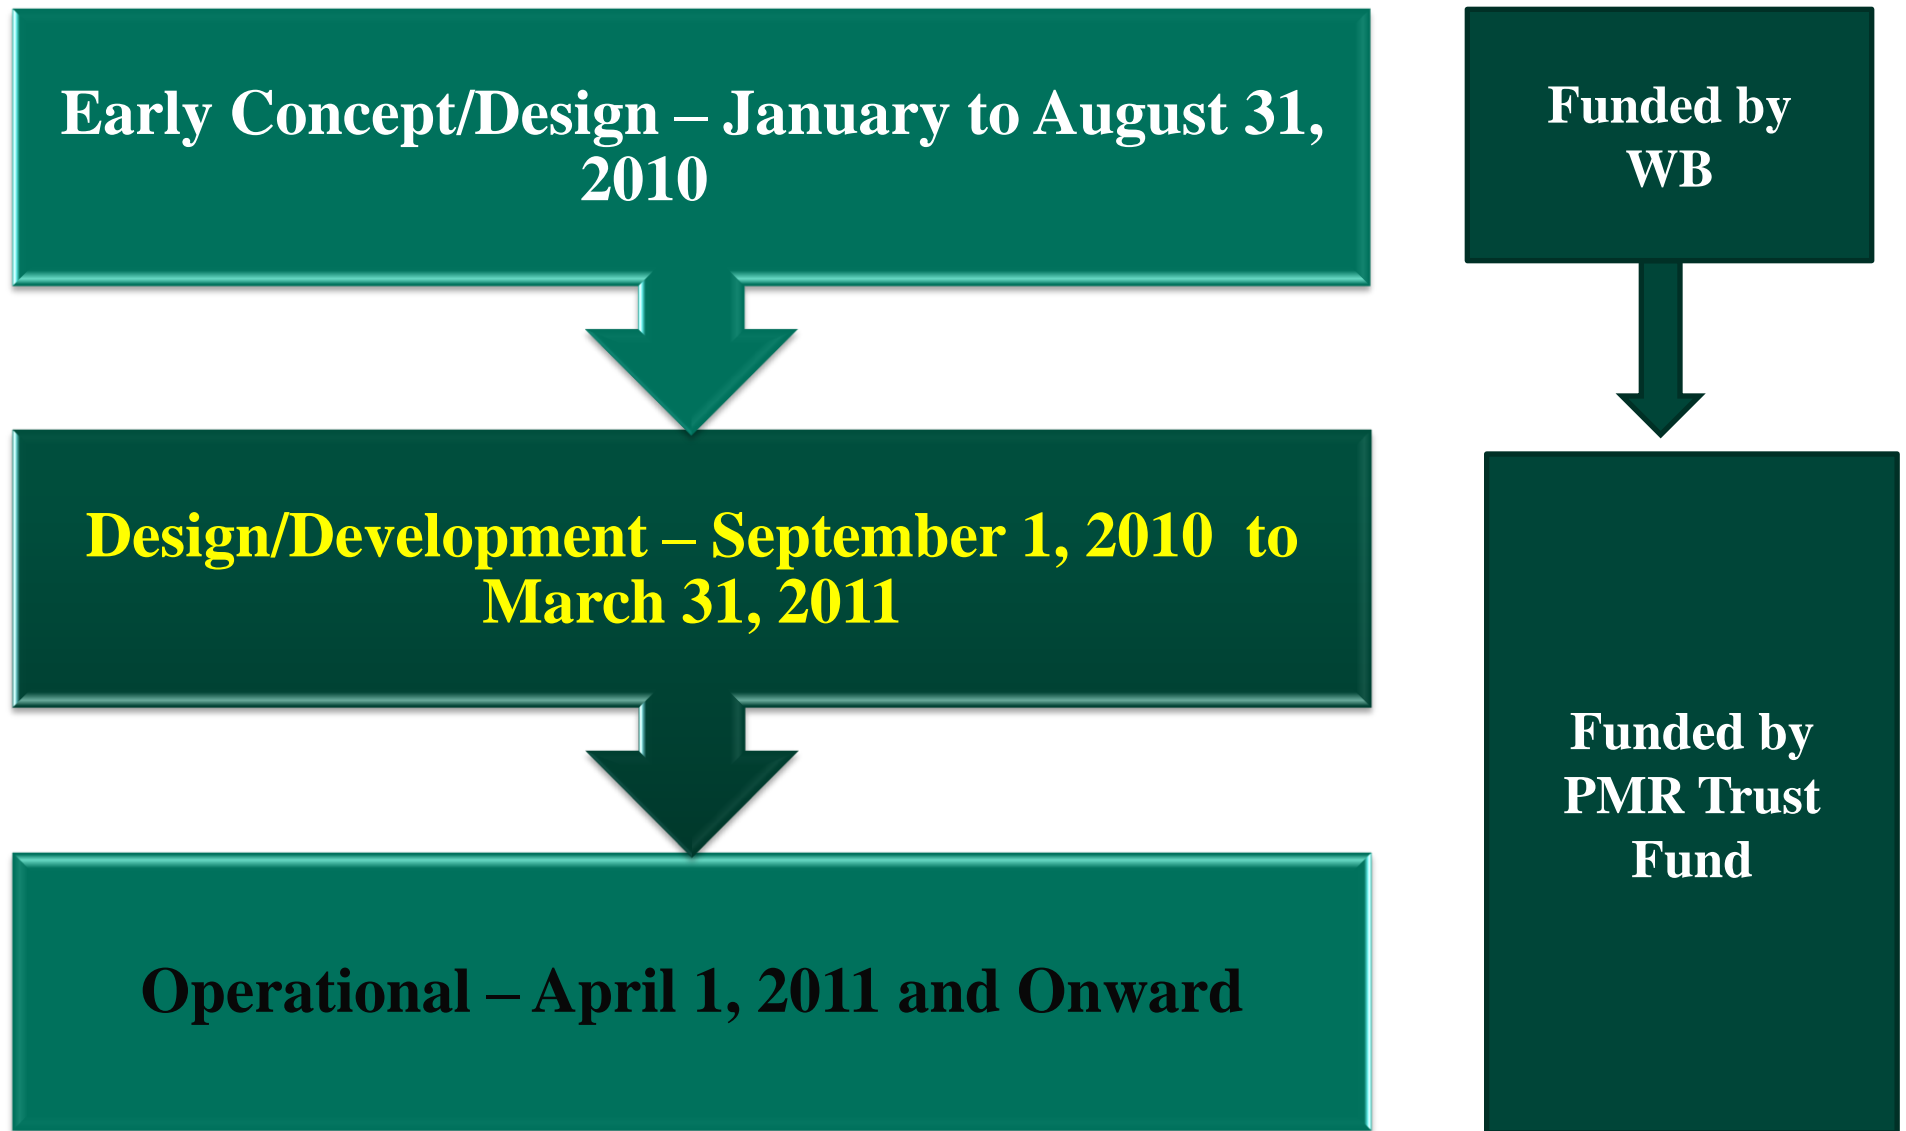 Early Concept/Design – January to August 31,
2010
Funded by
WB
Design/Development – September 1, 2010  to
March 31, 2011
Funded by
PMR Trust
Fund
Operational – April 1, 2011 and Onward